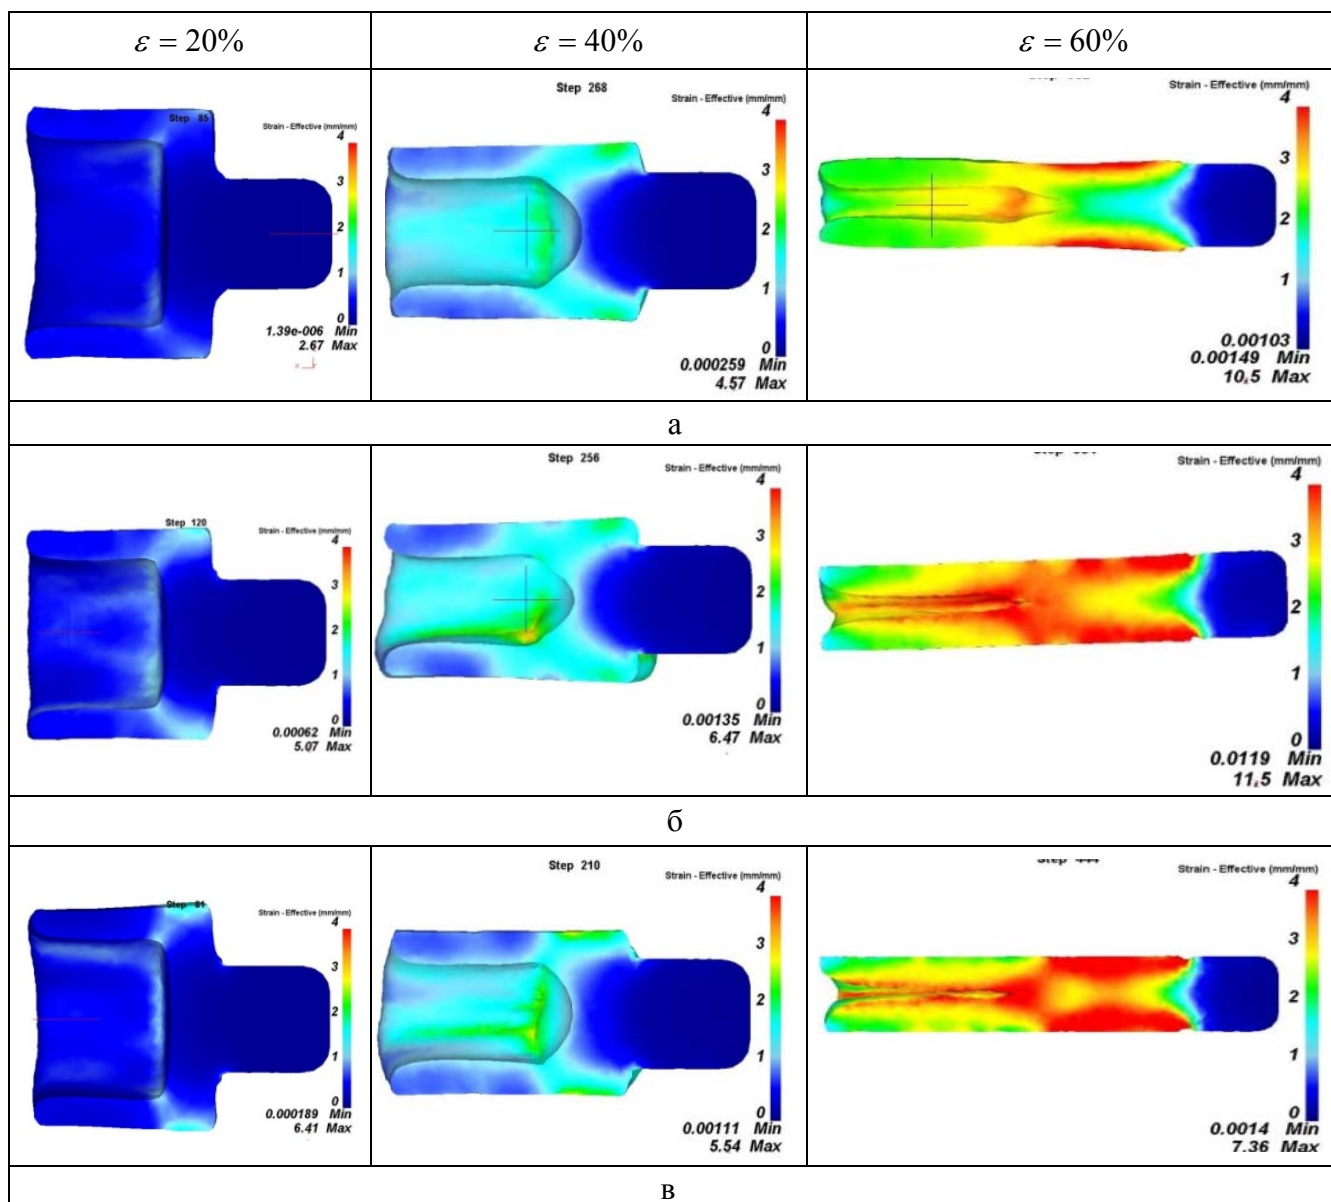 ε = 20%
ε = 40%
ε = 60%
Step 85
Strain - Effective (mm/mm)
4
3
2
1
0
1.39e-006 Min
2.67 Max
Step 268
Strain - Effective (mm/mm)
4
3
2
1
0
0.000259 Min
4.57 Max
Strain - Effective (mm/mm)
4
3
2
1
0.00103
0.00149 Min
10.5 Max
а
Step 120
Strain - Effective (mm/mm)
4
3
2
1
0
0.00062 Min
5.07 Max
Step 256
Strain - Effective (mm/mm)
4
3
2
1
0
0.00135 Min
6.47 Max
Strain - Effective (mm/mm)
4
3
2
1
0
0.0119 Min
11.5 Max
б
Step 81
Strain - Effective (mm/mm)
4
3
2
1
0
0.000189 Min
6.41 Max
Step 210
Strain - Effective (mm/mm)
4
3
2
1
0
0.00111 Min
5.54 Max
Step 444
Strain - Effective (mm/mm)
4
3
2
1
0
0.0014 Min
7.36 Max
в